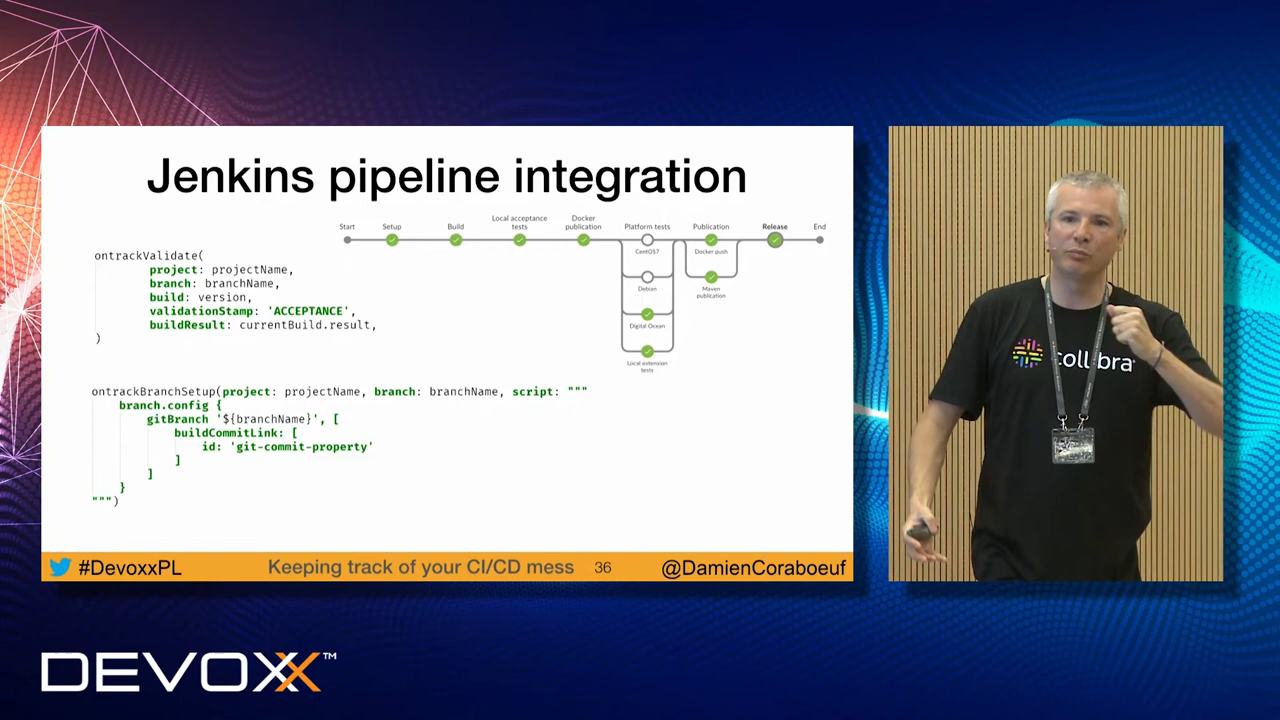 Jenkins pipeline integration
Start
Setup
Build
Local acceptance
tests
Docker
publication
Platform tests
Publication
Release
End
CentOS7
Debian
Digital Ocean
Local extension
tests
Docker push
Maven
publication
ontrackValidate(
project: projectName,
branch: branchName,
build: version,
validationStamp: 'ACCEPTANCE',
buildResult: currentBuild.result,
)
ontrackBranchSetup(project: projectName, branch: branchName, script: """
branch.config {
gitBranch '${branchName}', [
buildCommitLink: [
id: 'git-commit-property'
]
]
}
""")
#DevoxxPL
Keeping track of your CI/CD mess
36
@DamienCoraboeuf
collibra
DEVOXX™